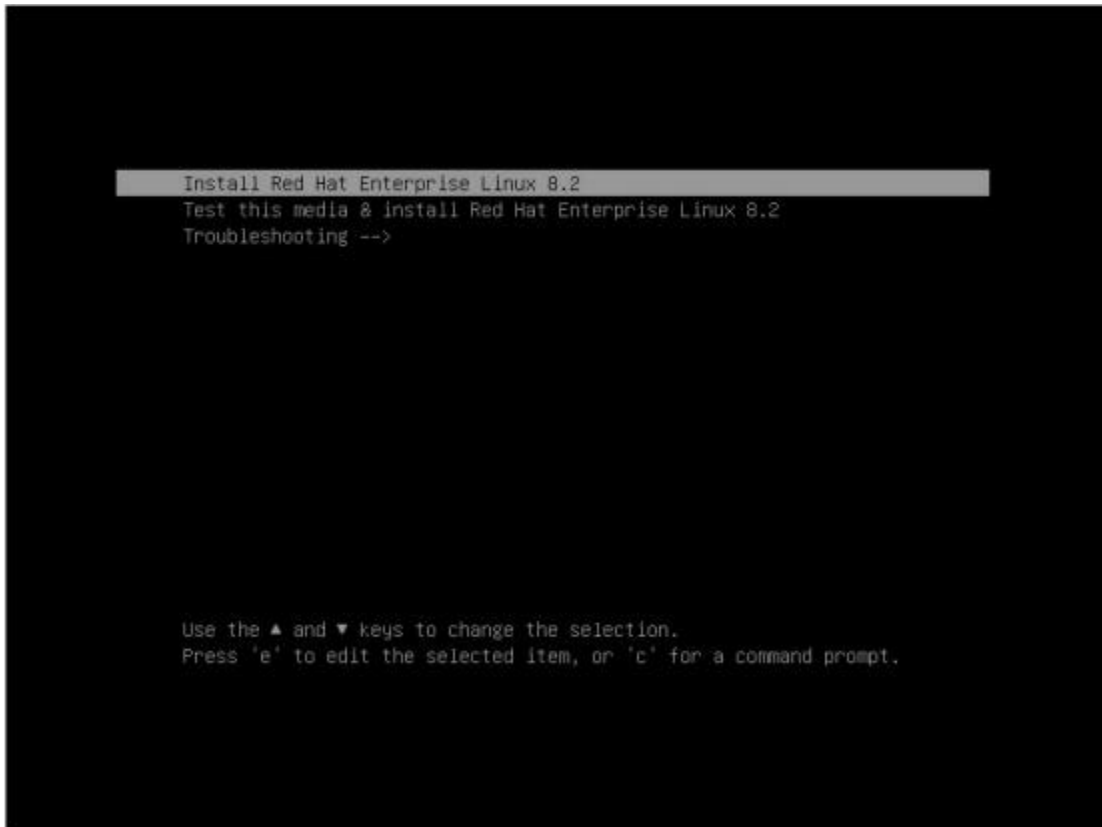 Install Red Hat Enterprise Linux 8.2
Test this media & install Red Hat Enterprise Linux 8.2
Troubleshooting -->
Use the ▲ and ▼ keys to change the selection.
Press 'e' to edit the selected item, or 'c' for a command prompt.